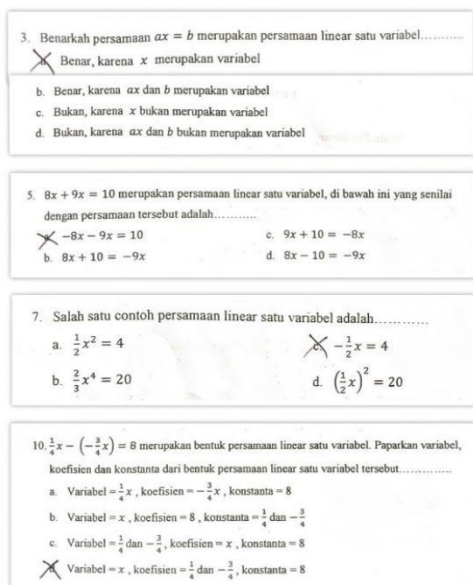 3. Benarkah persamaan ax = b merupakan persamaan linear satu variabel...........
a. Benar, karena x merupakan variabel
b. Benar, karena ax dan b merupakan variabel
c. Bukan, karena x bukan merupakan variabel
d. Bukan, karena ax dan b bukan merupakan variabel
5. 8x + 9x = 10 merupakan persamaan linear satu variabel, di bawah ini yang senilai
dengan persamaan tersebut adalah............
a. -8x - 9x = 10 c. 9x + 10 = -8x
b. 8x + 10 = -9x d. 8x - 10 = -9x
7. Salah satu contoh persamaan linear satu variabel adalah.............
a. 1/2 x² = 4 c. -1/2 x = 4
b. 2/3 x⁴ = 20 d. (1/2 x)² = 20
10. 1/4 x - (-3/4 x) = 8 merupakan bentuk persamaan linear satu variabel. Paparkan variabel,
koefisien dan konstanta dari bentuk persamaan linear satu variabel tersebut..............
a. Variabel = 1/4 x , koefisien = -3/4 x , konstanta = 8
b. Variabel = x , koefisien = 8 , konstanta = 1/4 dan -3/4
c. Variabel = 1/4 dan -3/4, koefisien = x , konstanta = 8
d. Variabel = x , koefisien = 1/4 dan -3/4, konstanta = 8